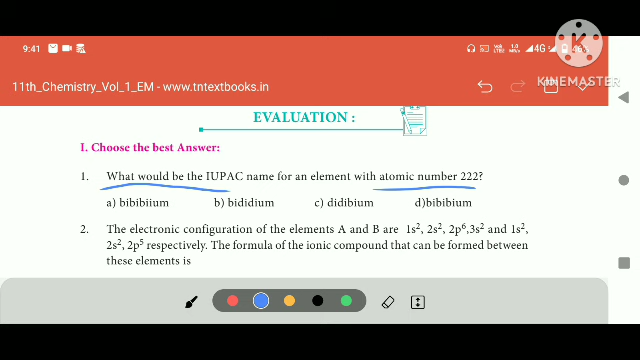 9:41
4G 46%
KINEMASTER
11th_Chemistry_Vol_1_EM - www.tntextbooks.in
EVALUATION :
I. Choose the best Answer:
1. What would be the IUPAC name for an element with atomic number 222?
a) bibibiium b) bididium c) didibium d)bibibium
2. The electronic configuration of the elements A and B are 1s², 2s², 2p⁶,3s² and 1s²,
2s², 2p⁵ respectively. The formula of the ionic compound that can be formed between
these elements is